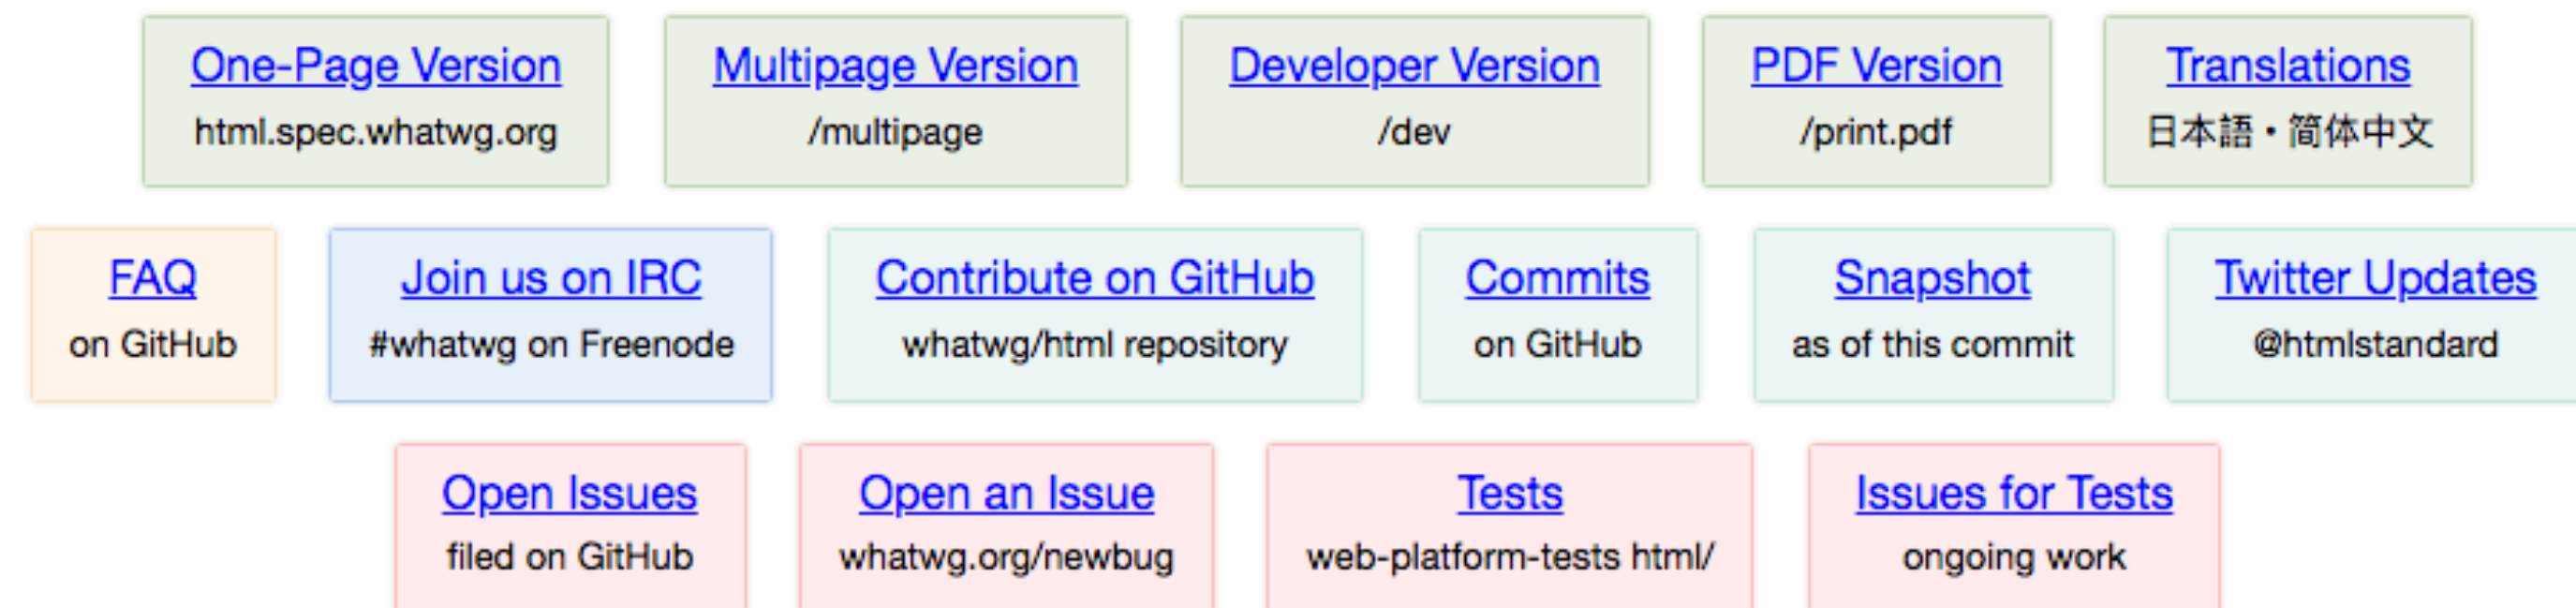 One-Page Version
html.spec.whatwg.org
Multipage Version
/multipage
Developer Version
/dev
PDF Version
/print.pdf
Translations
日本語 • 简体中文
FAQ
on GitHub
Join us on IRC
#whatwg on Freenode
Contribute on GitHub
whatwg/html repository
Commits
on GitHub
Snapshot
as of this commit
Twitter Updates
@htmlstandard
Open Issues
filed on GitHub
Open an Issue
whatwg.org/newbug
Tests
web-platform-tests html/
Issues for Tests
ongoing work